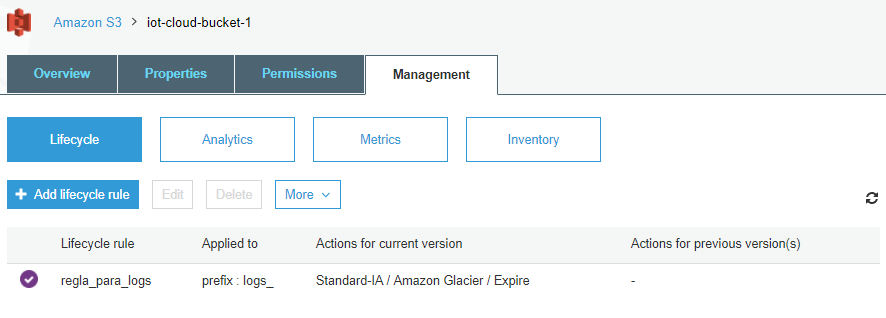 Amazon S3 > iot-cloud-bucket-1
Overview Properties Permissions Management
Lifecycle Analytics Metrics Inventory
+ Add lifecycle rule Edit Delete More
Lifecycle rule Applied to Actions for current version Actions for previous version(s)
regla_para_logs prefix : logs_ Standard-IA / Amazon Glacier / Expire -